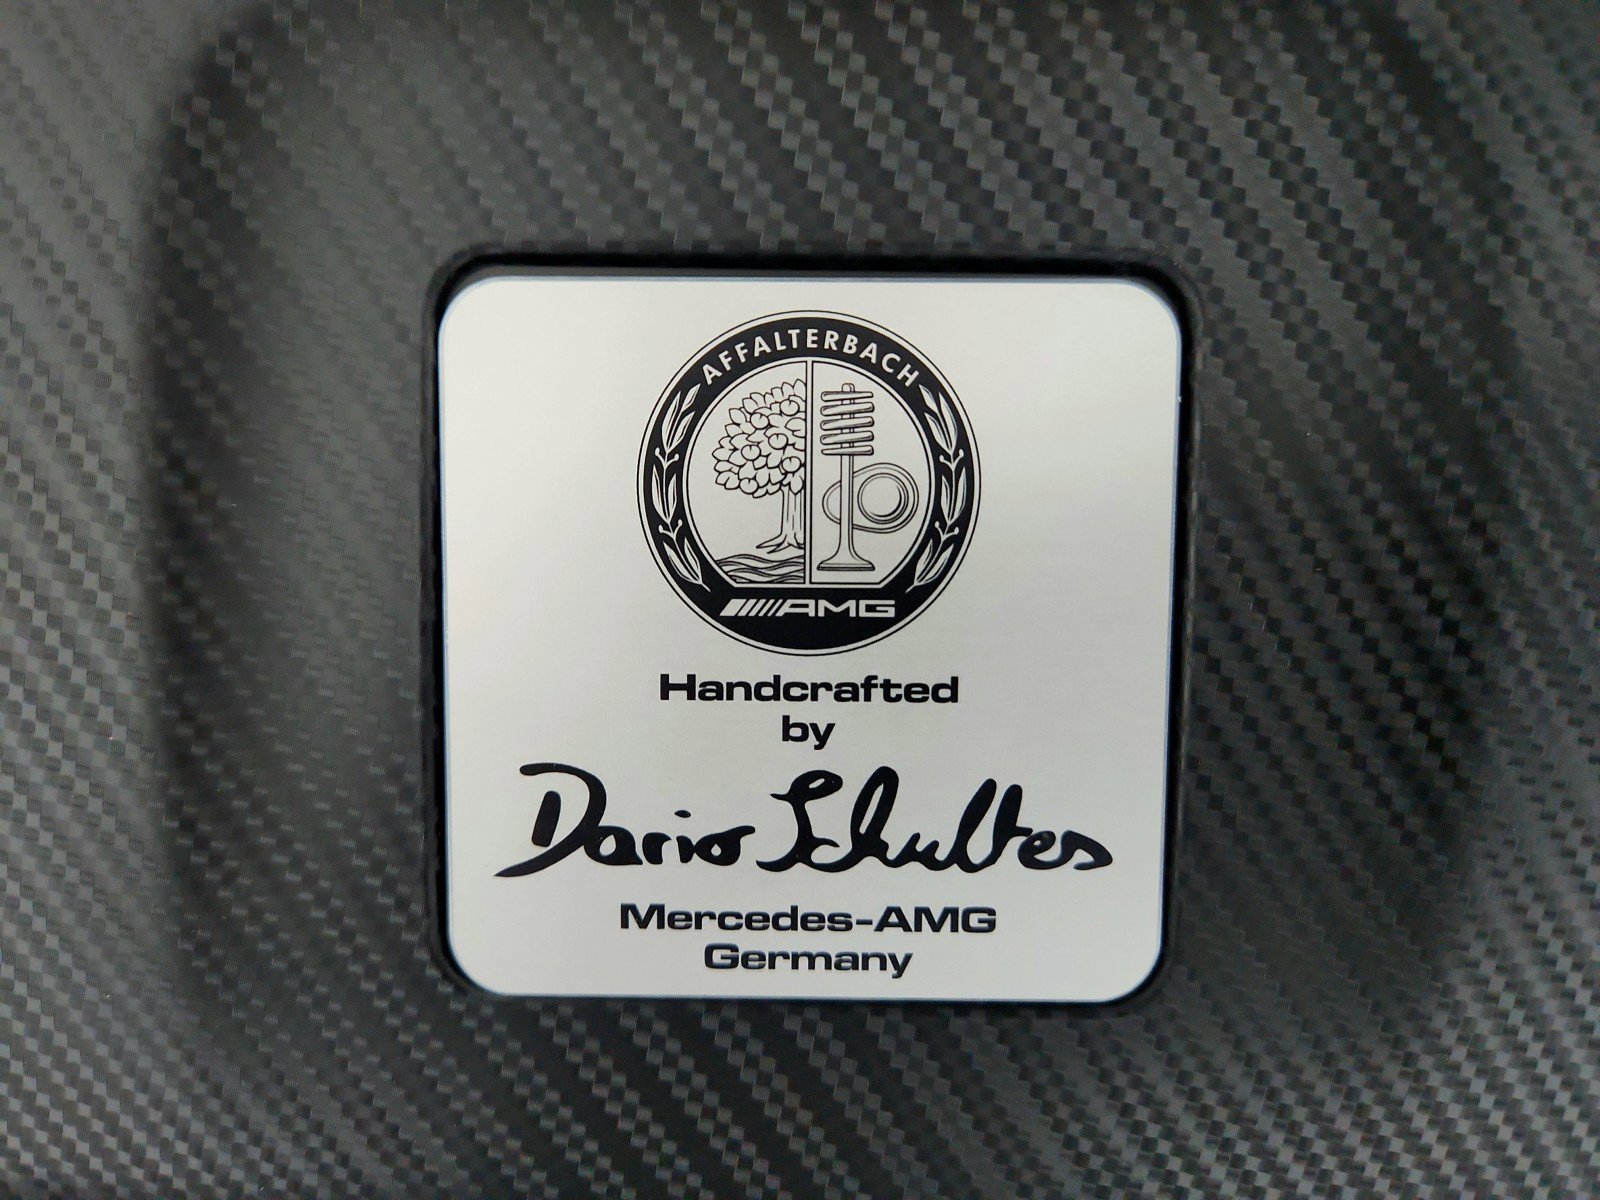 AFFALTERBACH
AMG
Handcrafted
by
Dario Schultes
Mercedes-AMG
Germany